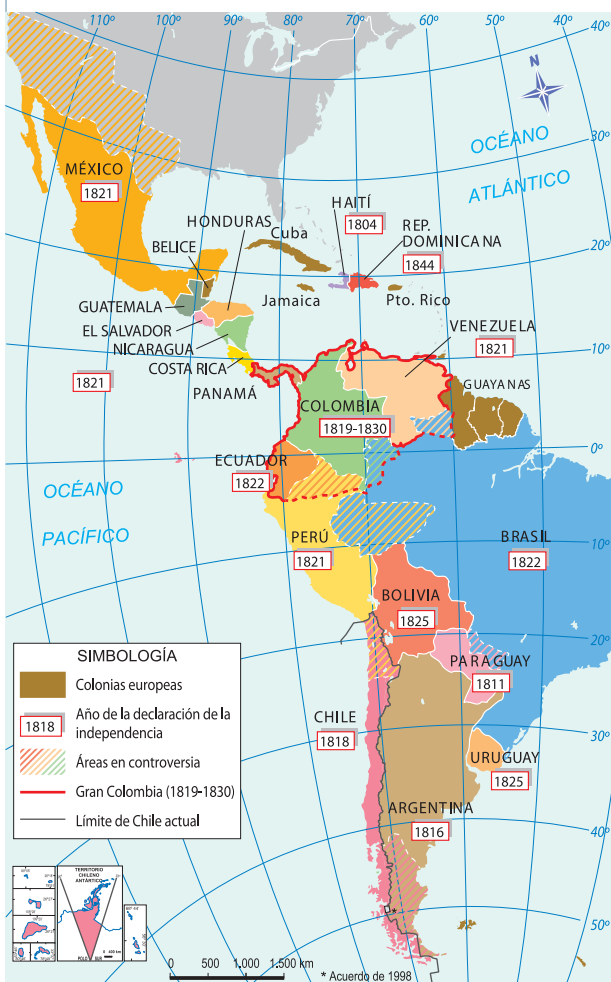 110º
100º
90º
80º
70º
60º
50º
40º
N
30º
OCÉANO
ATLÁNTICO
MÉXICO
1821
HAITÍ
1804
REP.
DOMINICANA
1844
HONDURAS
Cuba
BELICE
20º
Jamaica
Pto. Rico
GUATEMALA
EL SALVADOR
NICARAGUA
COSTA RICA
PANAMÁ
1821
VENEZUELA
1821
10º
GUAYANAS
COLOMBIA
1819-1830
0º
ECUADOR
1822
OCÉANO
PACÍFICO
PERÚ
1821
BRASIL
1822
10º
BOLIVIA
1825
20º
PARAGUAY
1811
CHILE
1818
30º
URUGUAY
1825
ARGENTINA
1816
40º
50º
*
SIMBOLOGÍA
Colonias europeas
1818
Año de la declaración de la
independencia
Áreas en controversia
Gran Colombia (1819-1830)
Límite de Chile actual
TERRITORIO
CHILENO
ANTÁRTICO
POLO SUR
0 500 1.000 1.500 km
* Acuerdo de 1998